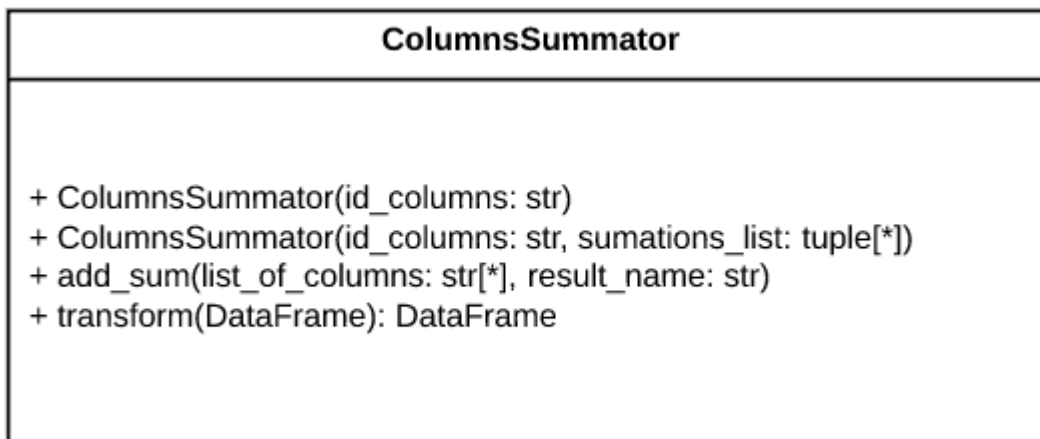 ColumnsSummator
+ ColumnsSummator(id_columns: str)
+ ColumnsSummator(id_columns: str, sumations_list: tuple[*])
+ add_sum(list_of_columns: str[*], result_name: str)
+ transform(DataFrame): DataFrame